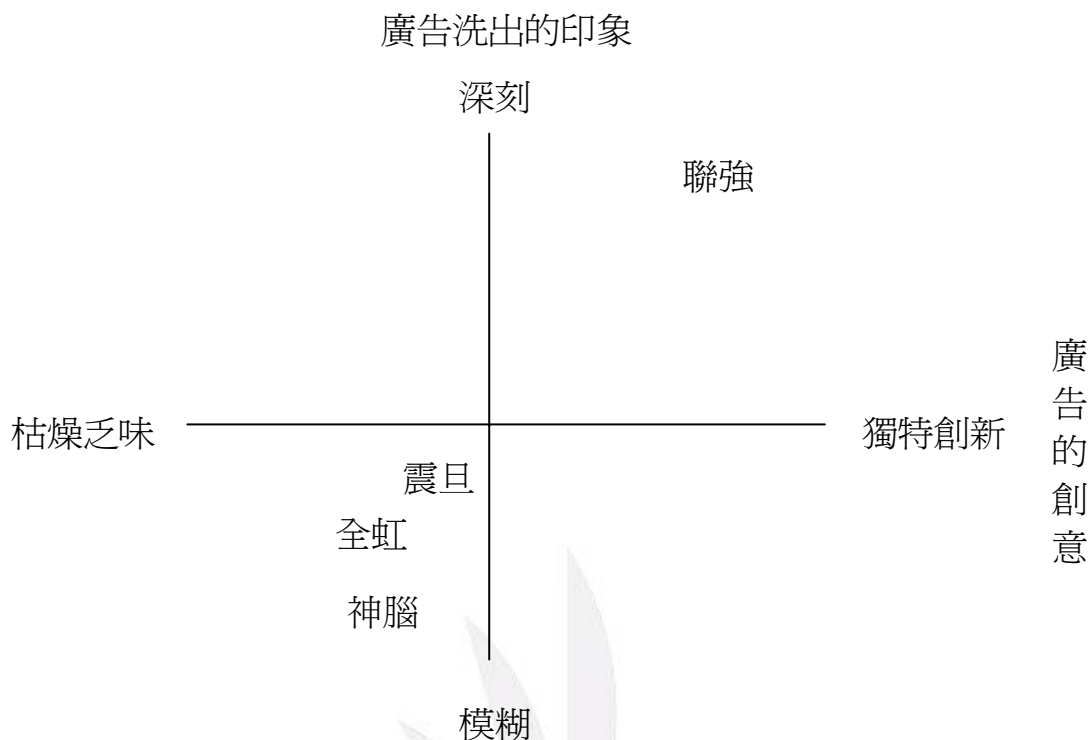 廣告洗出的印象
深刻
聯強
枯燥乏味
獨特創新
廣告的創意
震旦
全虹
神腦
模糊